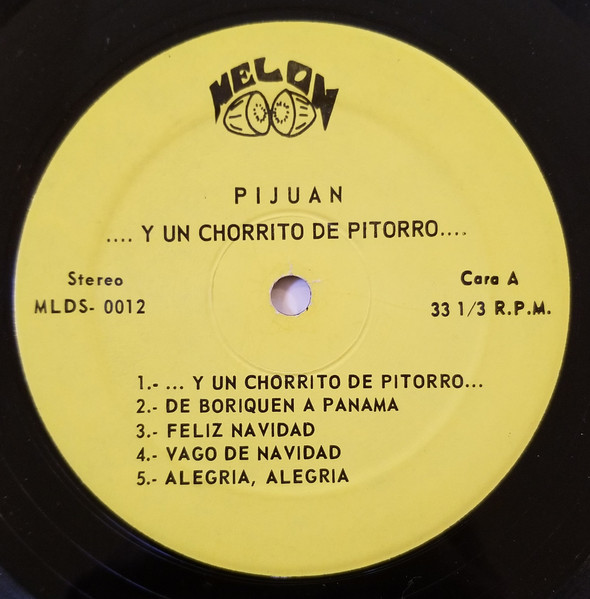 MELON
PIJUAN
.... Y UN CHORRITO DE PITORRO....
Stereo
MLDS- 0012
Cara A
33 1/3 R.P.M.
1.- ... Y UN CHORRITO DE PITORRO...
2.- DE BORIQUEN A PANAMA
3.- FELIZ NAVIDAD
4.- VAGO DE NAVIDAD
5.- ALEGRIA, ALEGRIA